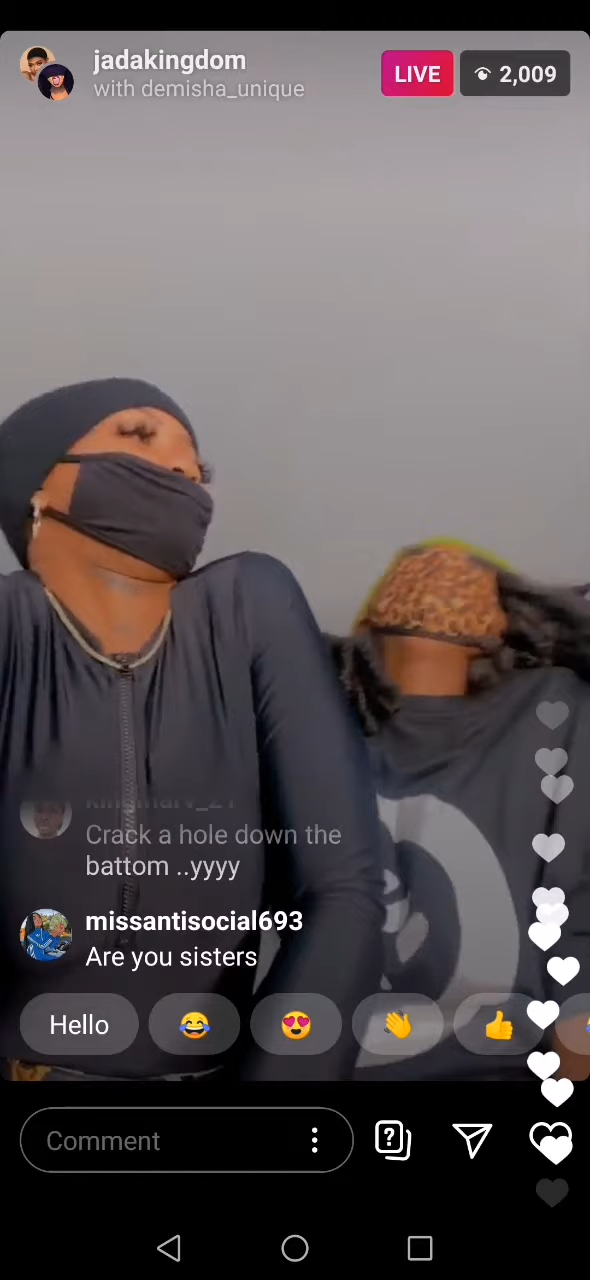 jadakingdom
with demisha_unique
LIVE
2,009
Crack a hole down the
battom ..yyyy
missantisocial693
Are you sisters
Hello
Comment